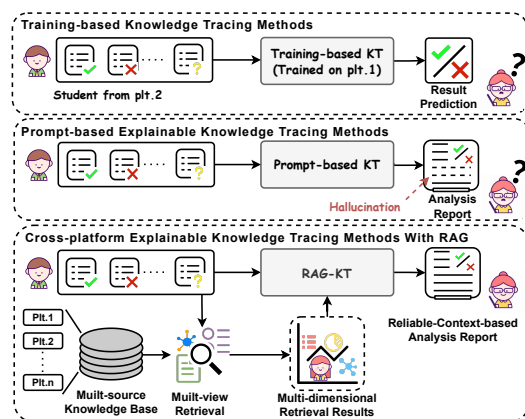 Training-based Knowledge Tracing Methods
Training-based KT
(Trained on plt.1)
Student from plt.2
Result
Prediction
?
?
Prompt-based Explainable Knowledge Tracing Methods
?
Prompt-based KT
Hallucination
Analysis
Report
?
Cross-platform Explainable Knowledge Tracing Methods With RAG
?
RAG-KT
Reliable-Context-based
Analysis Report
Plt.1
Plt.2
Plt.n
Muilt-source
Knowledge Base
Muilt-view
Retrieval
Multi-dimensional
Retrieval Results